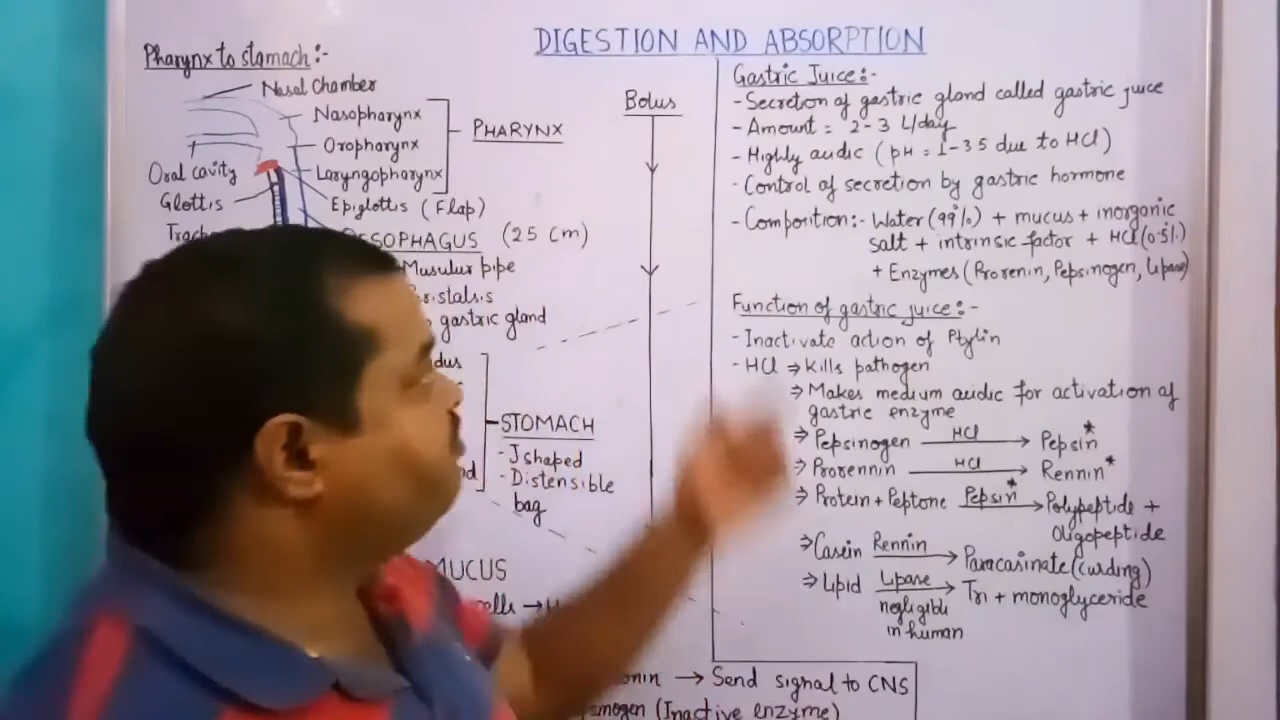 DIGESTION AND ABSORPTION
Pharynx to stomach:-
Nasal Chamber
Nasopharynx
Oropharynx
Laryngopharynx
PHARYNX
Oral cavity
Glottis
Epiglottis (Flap)
(25 cm)
Musulur pipe
gastric gland
STOMACH
- J shaped
- Distensible
bag
MUCUS
Bolus
→ Send signal to CNS
(Inactive enzyme)
Gastric Juice:-
- Secretion of gastric gland called gastric juice
- Amount = 2-3 L/day
- Highly acidic (pH = 1-3.5 due to HCl)
- Control of secretion by gastric hormone
- Composition:- Water (99%) + mucus + inorganic
salt + intrinsic factor + HCl (0.5%)
+ Enzymes (Prorenin, Pepsinogen, Lipase)
Function of gastric juice:-
- Inactivate action of Ptylin
- HCl ⇒ Kills pathogen
⇒ Makes medium acidic for activation of
gastric enzyme
⇒ Pepsinogen HCl → Pepsin*
⇒ Prorennin HCl → Rennin*
⇒ Protein + Peptone Pepsin* → Polypeptide +
Oligopeptide
⇒ Casein Rennin → Paracasinate (curding)
⇒ Lipid Lipase → Tri + monoglyceride
negligible
in human